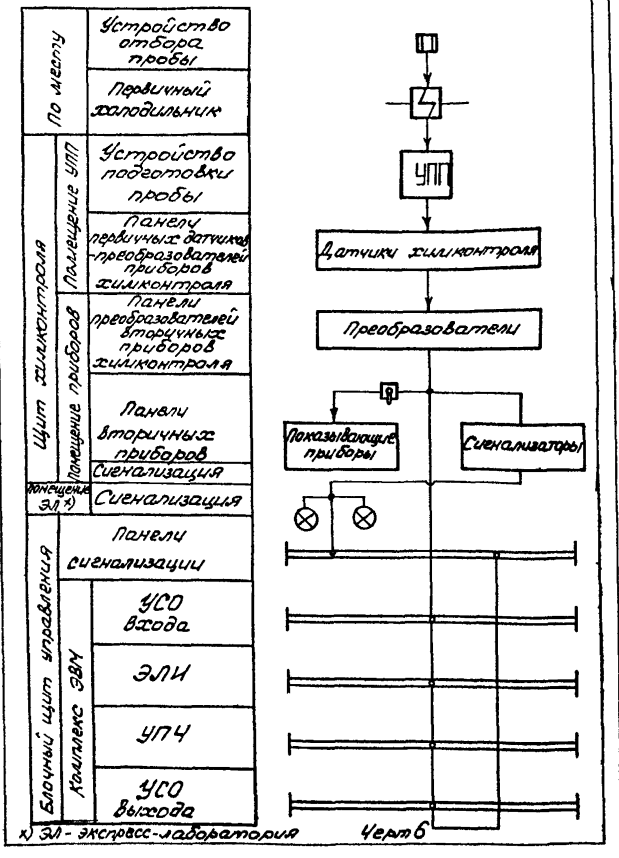 По месту
Устройство
отбора
пробы
Первичный
холодильник
Щит химконтроля
Помещение УПП
Устройство
подготовки
пробы
Панели
первичных датчиков
-преобразователей
приборов
химконтроля
Помещение приборов
Панели
преобразователей
вторичных
приборов
химконтроля
Панели
вторичных
приборов
Сигнализация
Помещение
ЭЛ х)
Сигнализация
Блочный щит управления
Панели
сигнализации
Комплекс ЭВМ
УСО
входа
ЭЛИ
УПЧ
УСО
выхода
УПП
Датчики химконтроля
Преобразователи
Показывающие
приборы
Сигнализаторы
х) ЭЛ - экспресс-лаборатория
Черт 6